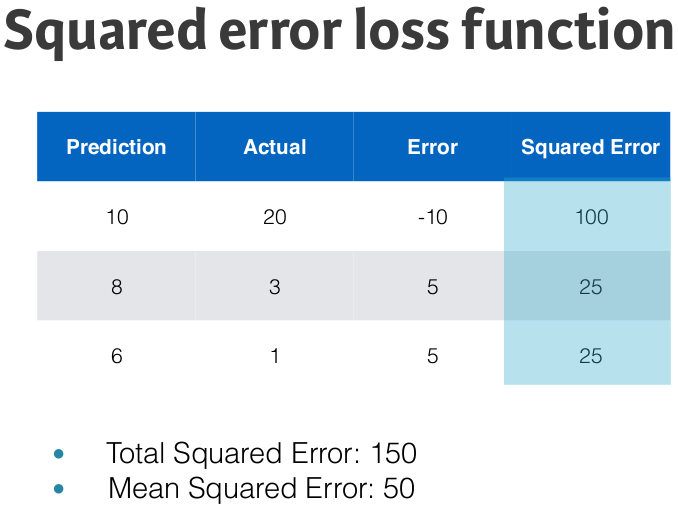 Squared error loss function
Prediction Actual Error Squared Error
10 20 -10 100
8 3 5 25
6 1 5 25
• Total Squared Error: 150
• Mean Squared Error: 50